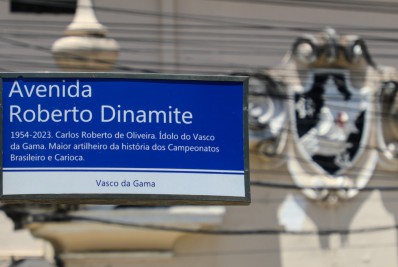 Avenida
Roberto Dinamite
1954-2023. Carlos Roberto de Oliveira. Ídolo do Vasco
da Gama. Maior artilheiro da história dos Campeonatos
Brasileiro e Carioca.
Vasco da Gama